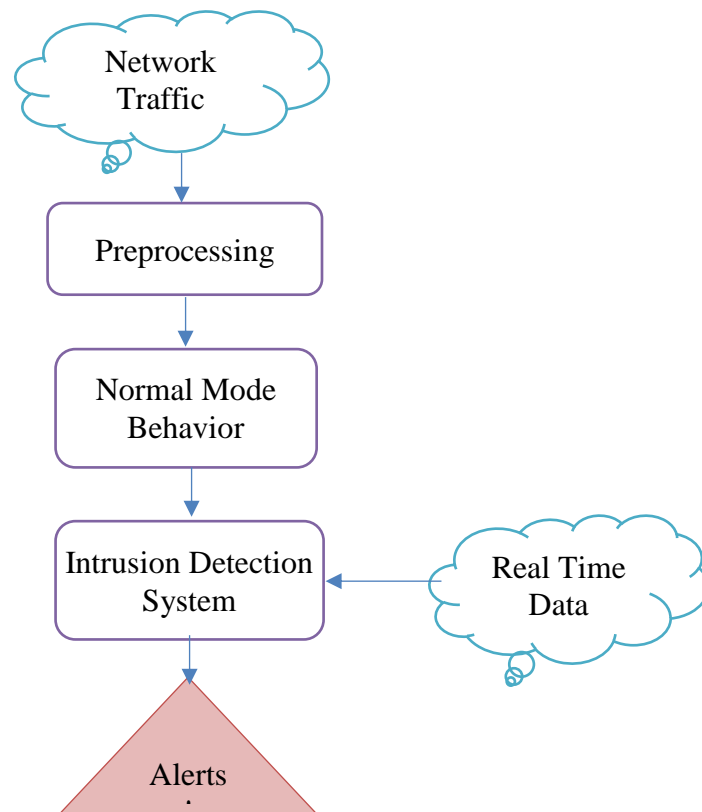 Network
Traffic
Preprocessing
Normal Mode
Behavior
Intrusion Detection
System
Real Time
Data
Alerts